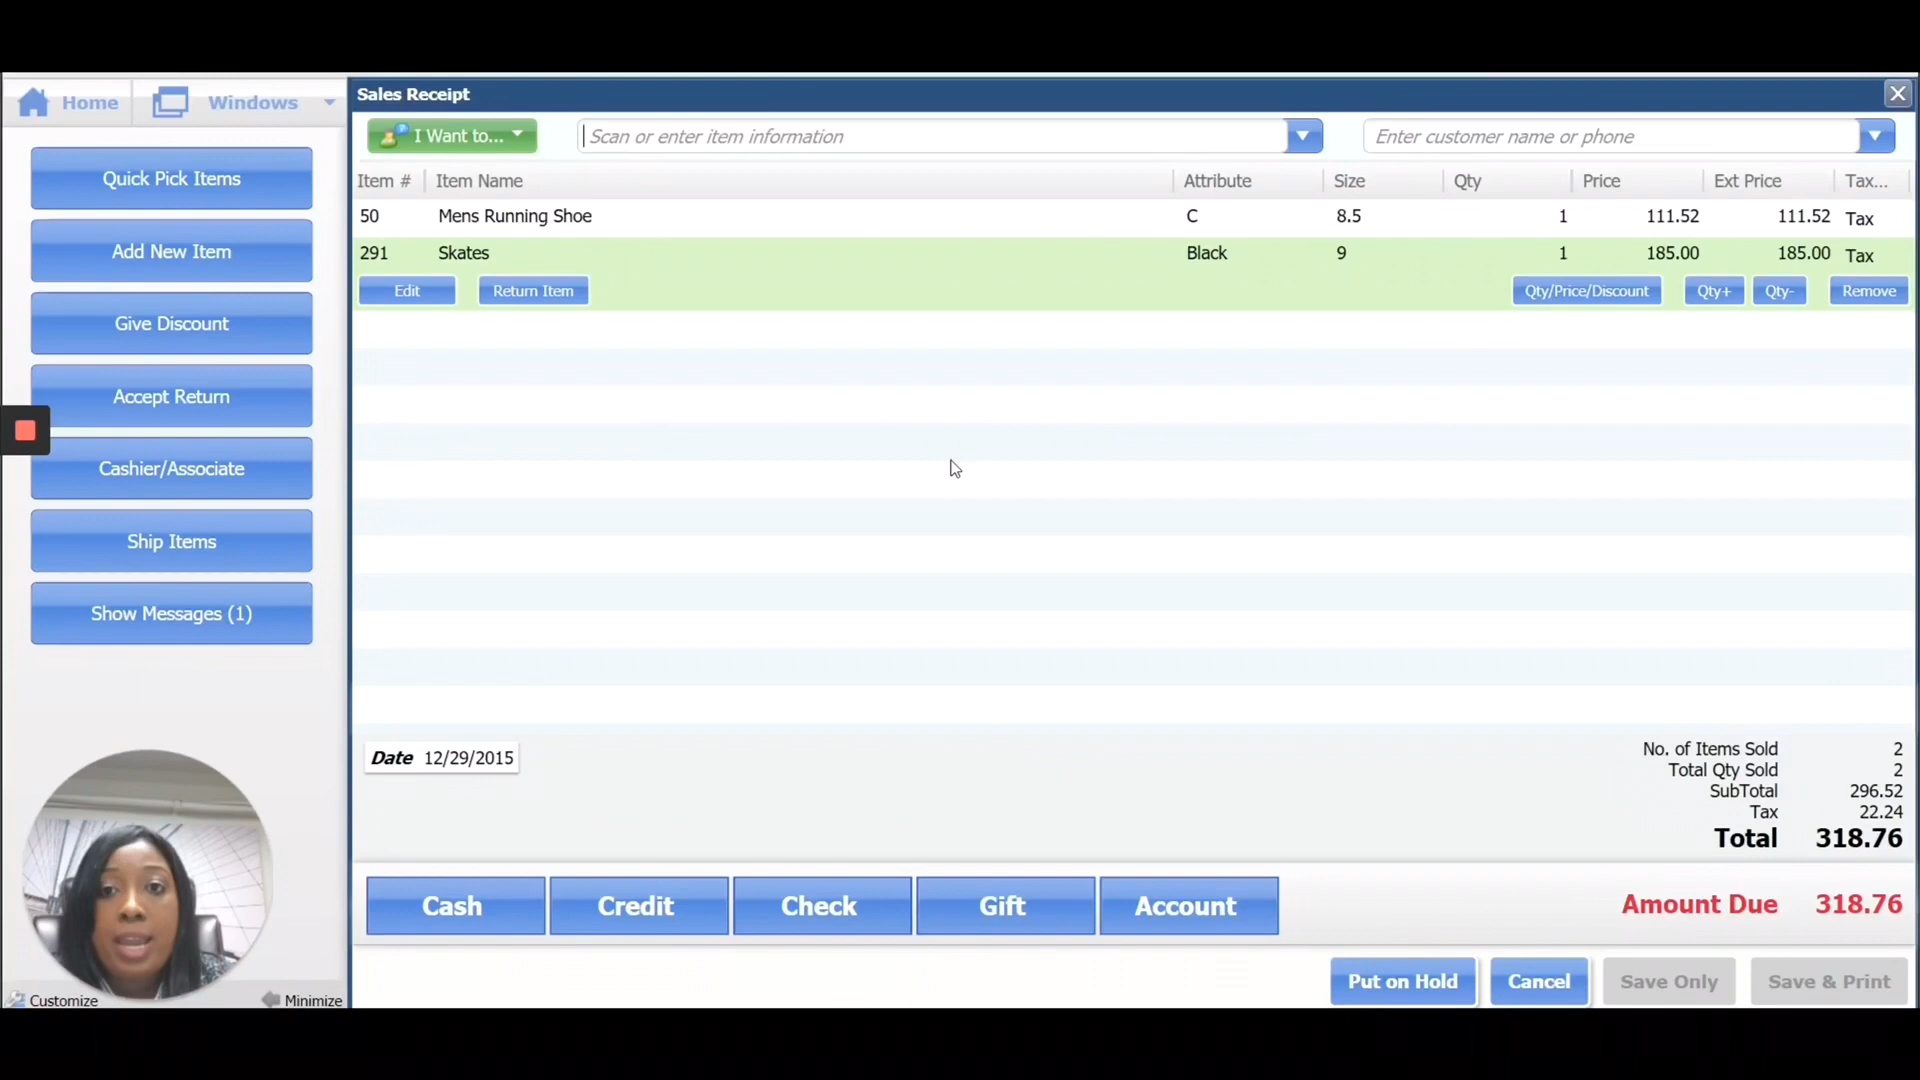 Home Windows
Sales Receipt
I Want to... Scan or enter item information Enter customer name or phone
Item # Item Name Attribute Size Qty Price Ext Price Tax...
50 Mens Running Shoe C 8.5 1 111.52 111.52 Tax
291 Skates Black 9 1 185.00 185.00 Tax
Edit Return Item Qty/Price/Discount Qty+ Qty- Remove
Quick Pick Items
Add New Item
Give Discount
Accept Return
Cashier/Associate
Ship Items
Show Messages (1)
Date 12/29/2015
No. of Items Sold 2
Total Qty Sold 2
SubTotal 296.52
Tax 22.24
Total 318.76
Cash Credit Check Gift Account
Amount Due 318.76
Put on Hold Cancel Save Only Save & Print
Customize Minimize